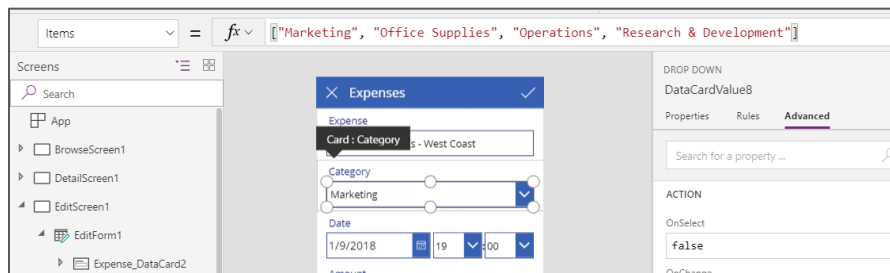 Items = fx ["Marketing", "Office Supplies", "Operations", "Research & Development"]
Screens
Search
App
BrowseScreen1
DetailScreen1
EditScreen1
EditForm1
Expense_DataCard2
Expenses
Expense
Card : Category
s - West Coast
Category
Marketing
Date
1/9/2018 19 :00
DROP DOWN
DataCardValue8
Properties Rules Advanced
Search for a property ...
ACTION
OnSelect
false
OnChange